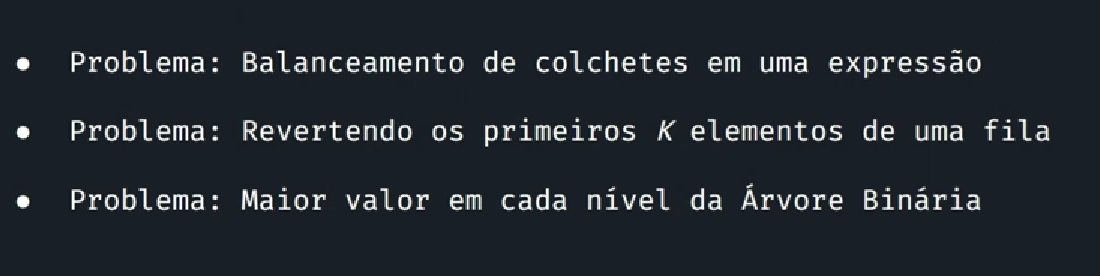 ● Problema: Balanceamento de colchetes em uma expressão
● Problema: Revertendo os primeiros K elementos de uma fila
● Problema: Maior valor em cada nível da Árvore Binária